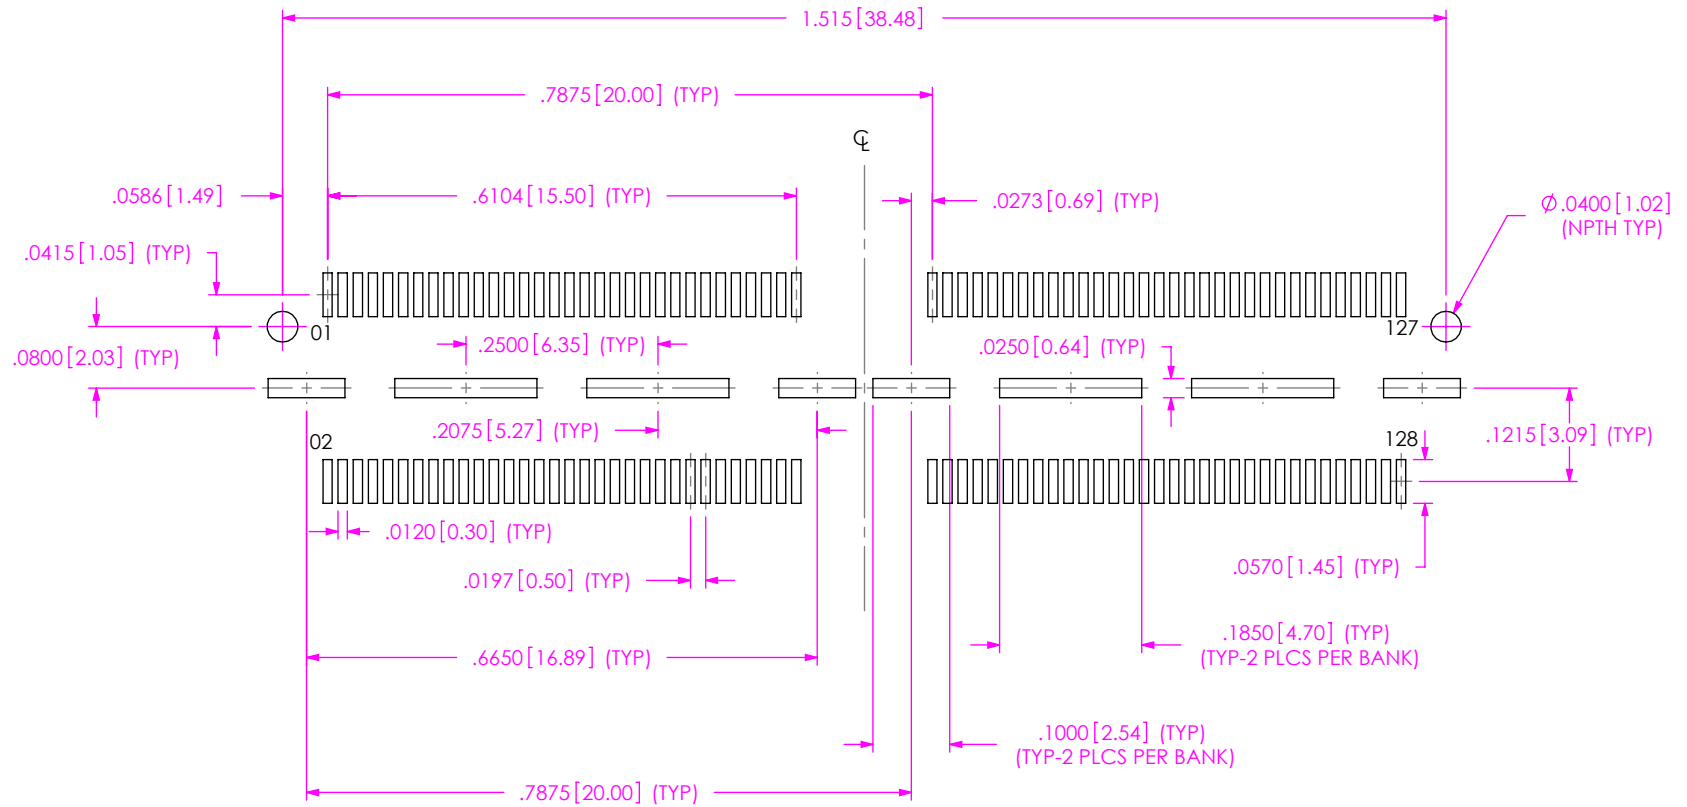 1.515[38.48]
.7875[20.00] (TYP)
℄
.0586[1.49]
.6104[15.50] (TYP)
.0273[0.69] (TYP)
Ø.0400[1.02]
(NPTH TYP)
.0415[1.05] (TYP)
01
127
.0800[2.03] (TYP)
.2500[6.35] (TYP)
.0250[0.64] (TYP)
02
.2075[5.27] (TYP)
128
.1215[3.09] (TYP)
.0120[0.30] (TYP)
.0197[0.50] (TYP)
.0570[1.45] (TYP)
.6650[16.89] (TYP)
.1850[4.70] (TYP)
(TYP-2 PLCS PER BANK)
.1000[2.54] (TYP)
(TYP-2 PLCS PER BANK)
.7875[20.00] (TYP)